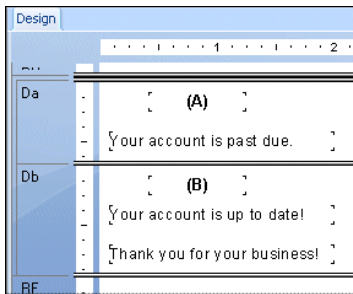 Design
1 2
Da
(A)
Your account is past due.
Db
(B)
Your account is up to date!
Thank you for your business!
RF